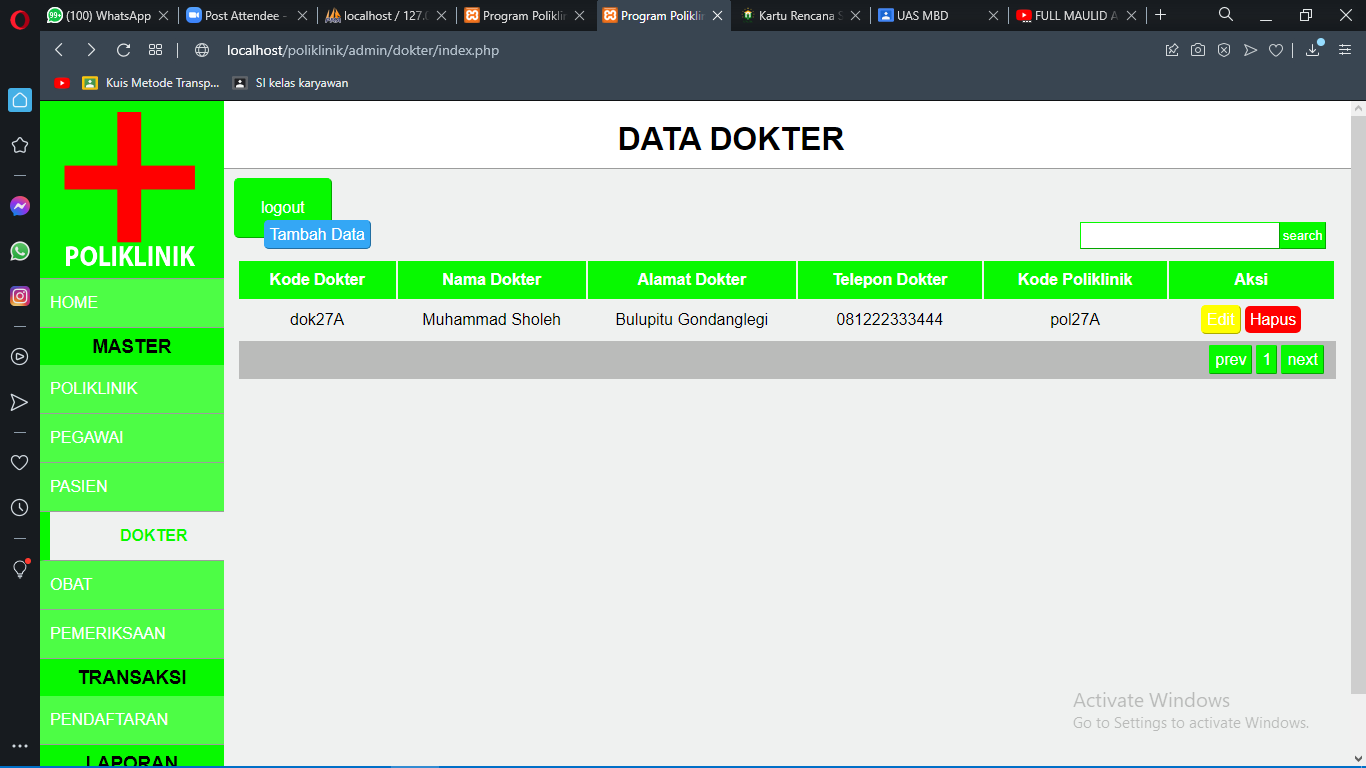 (100) WhatsApp
Post Attendee -
localhost / 127.0
Program Poliklin
Program Poliklin
Kartu Rencana S
UAS MBD
FULL MAULID A
localhost/poliklinik/admin/dokter/index.php
Kuis Metode Transp...
SI kelas karyawan
POLIKLINIK
HOME
MASTER
POLIKLINIK
PEGAWAI
PASIEN
DOKTER
OBAT
PEMERIKSAAN
TRANSAKSI
PENDAFTARAN
LAPORAN
DATA DOKTER
logout
Tambah Data
search
Kode Dokter Nama Dokter Alamat Dokter Telepon Dokter Kode Poliklinik Aksi
dok27A Muhammad Sholeh Bulupitu Gondanglegi 081222333444 pol27A Edit Hapus
prev 1 next
Activate Windows
Go to Settings to activate Windows.